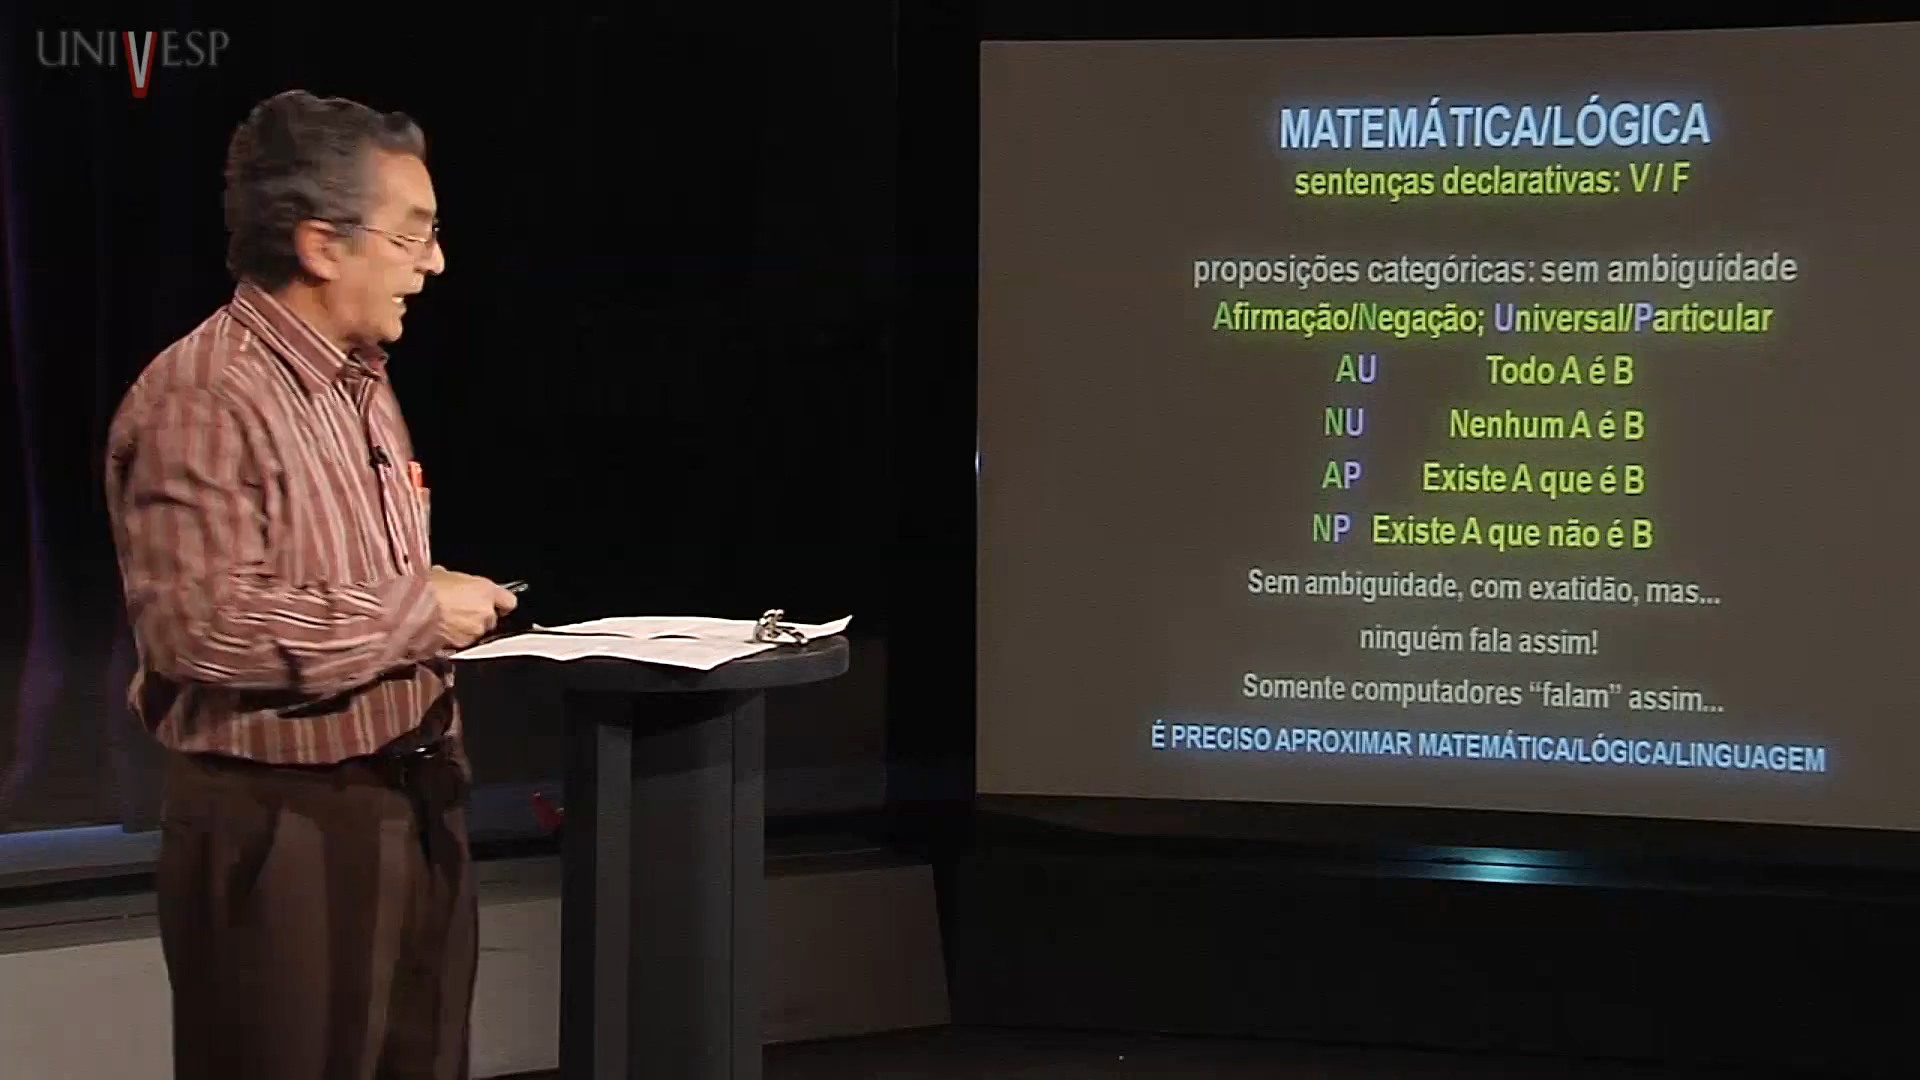 UNIVESP
MATEMÁTICA/LÓGICA
sentenças declarativas: V / F
proposições categóricas: sem ambiguidade
Afirmação/Negação; Universal/Particular
AU Todo A é B
NU Nenhum A é B
AP Existe A que é B
NP Existe A que não é B
Sem ambiguidade, com exatidão, mas...
ninguém fala assim!
Somente computadores “falam” assim...
É PRECISO APROXIMAR MATEMÁTICA/LÓGICA/LINGUAGEM